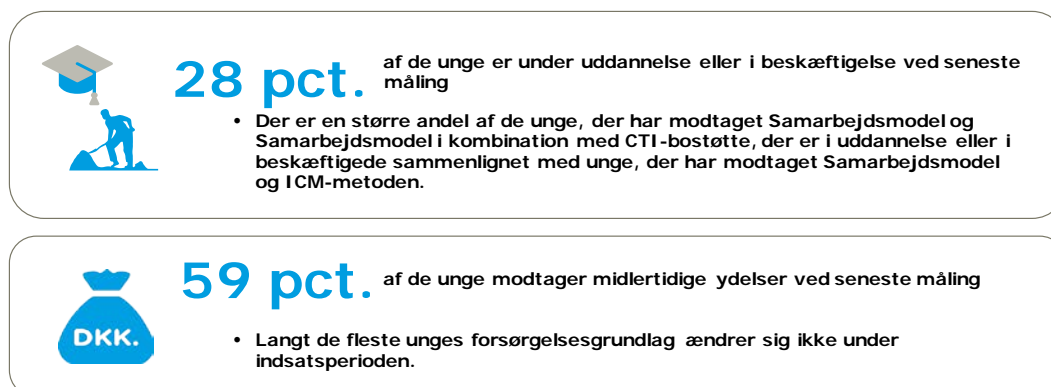 28 pct. af de unge er under uddannelse eller i beskæftigelse ved seneste
måling
• Der er en større andel af de unge, der har modtaget Samarbejdsmodel og
Samarbejdsmodel i kombination med CTI-bostøtte, der er i uddannelse eller i
beskæftigede sammenlignet med unge, der har modtaget Samarbejdsmodel
og ICM-metoden.
59 pct. af de unge modtager midlertidige ydelser ved seneste måling
DKK.
• Langt de fleste unges forsørgelsesgrundlag ændrer sig ikke under
indsatsperioden.